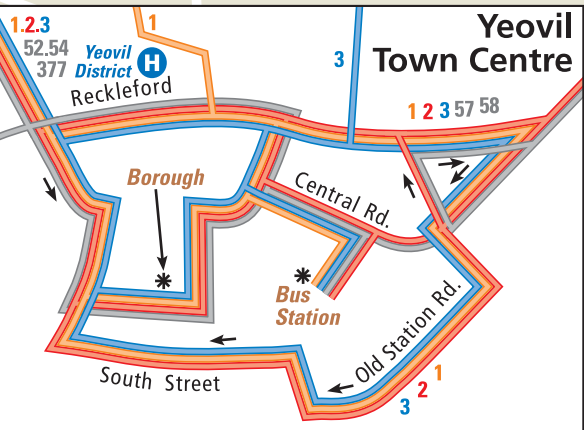 Yeovil
Town Centre
1.2.3
52.54
377
1
Yeovil
District H
Reckleford
3
1 2 3 57 58
Borough
Central Rd.
Bus
Station
Old Station Rd.
South Street
1
2
3